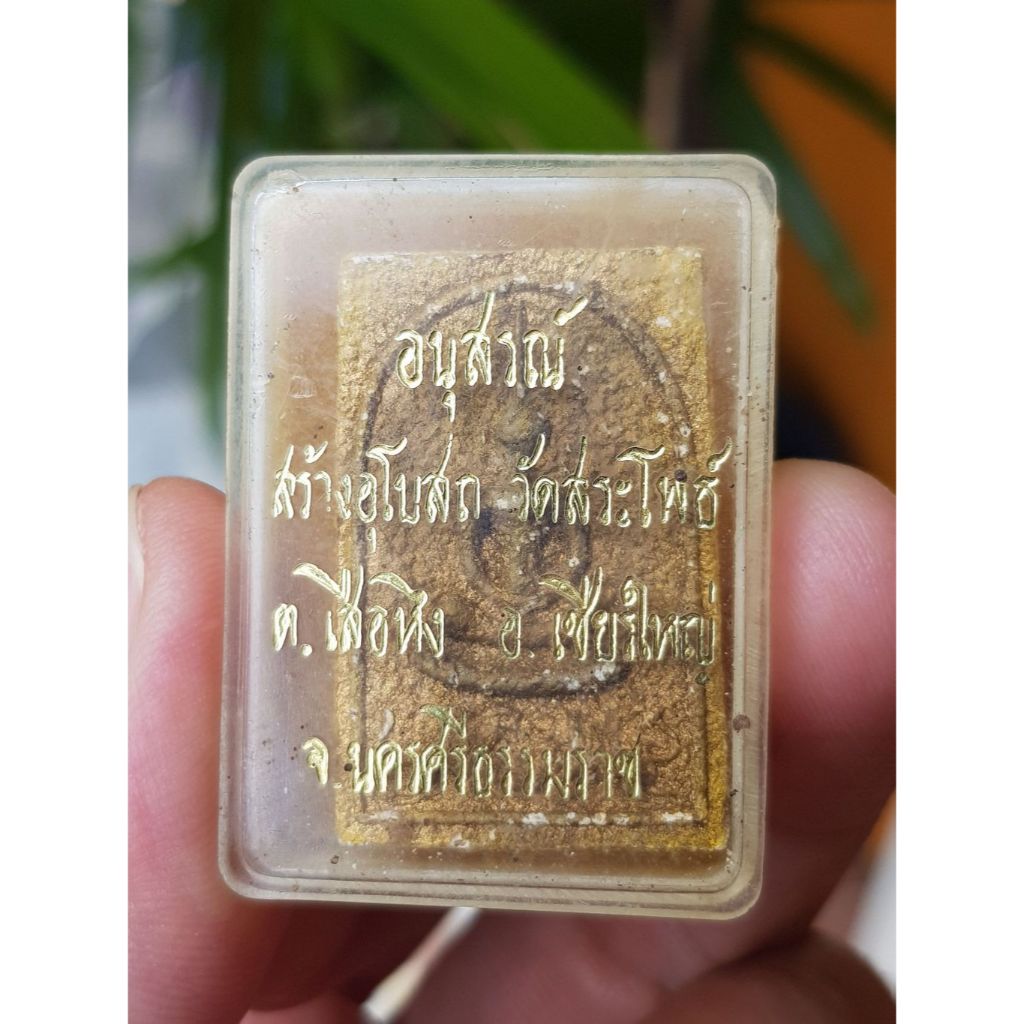 อนุสรณ์
สร้างอุโบสถ วัดสระโพธิ์
ต.เสือหึง อ.เชียรใหญ่
จ.นครศรีธรรมราช